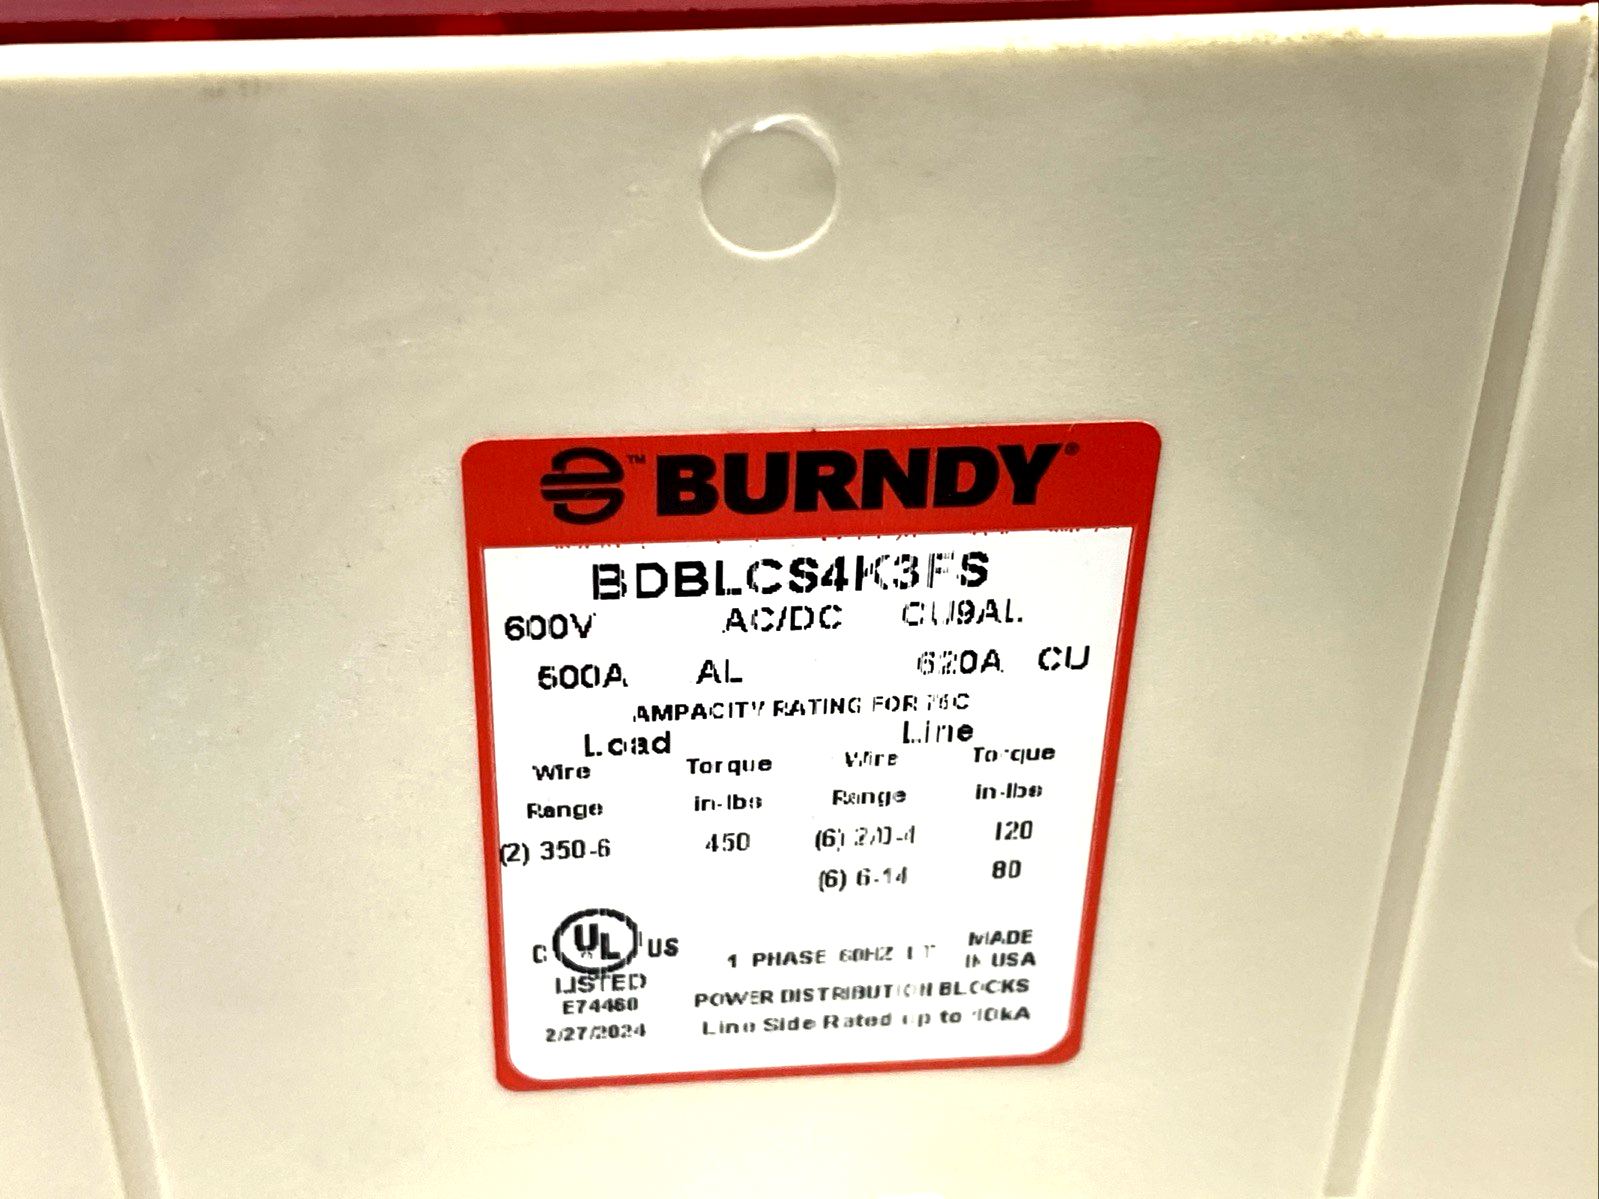 ™ BURNDY®
BDBLCS4K3FS
600V AC/DC CU9AL
500A AL 620A CU
AMPACITY RATING FOR 75C
Load Line
Wire Torque Wire Torque
Range in-lbs Range in-lbs
(2) 350-6 450 (6) 2/0-4 120
(6) 6-14 80
C UL US
LISTED
E74460
2/27/2024
1 PHASE 60HZ MADE
IN USA
POWER DISTRIBUTION BLOCKS
Line Side Rated up to 10kA